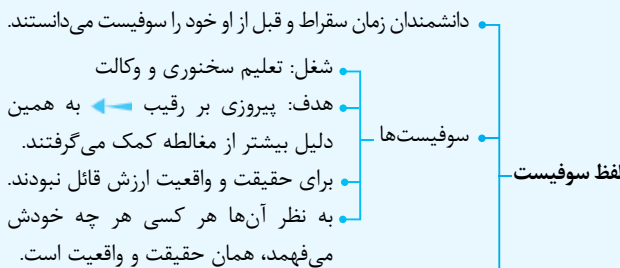 دانشمندان زمان سقراط و قبل از او خود را سوفیست می‌دانستند.
شغل: تعلیم سخنوری و وکالت
هدف: پیروزی بر رقیب ← به همین
دلیل بیشتر از مغالطه کمک می‌گرفتند.
سوفیست‌ها
برای حقیقت و واقعیت ارزش قائل نبودند.
لفظ سوفیست
به نظر آن‌ها هر کسی هر چه خودش
می‌فهمد، همان حقیقت و واقعیت است.